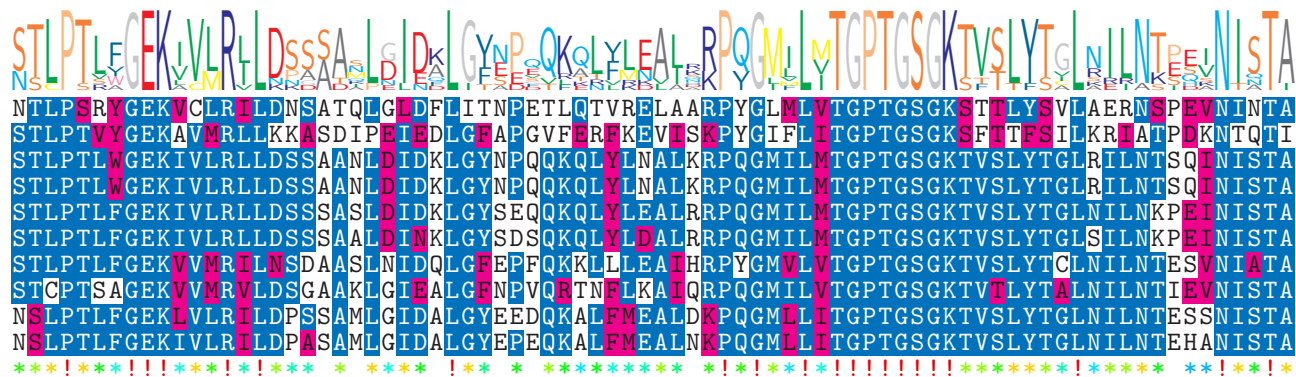 NTLPSRYGEKVCLRILDNSATQLGLDFLITNPETLQTVRELAARPYGLMLVTGPTGSGKSTTLYSVLAERNSPEVNINTA
STLPTVYGEKAVMRLLKKASDIPEIEDLGFAPGVFERFKEVISKPYGIFLITGPTGSGKSFTTFSILKRIATPDKNTQTI
STLPTLWGEKIVLRLLDSSAANLDIDKLGYNPQQKQLYLNALKRPQGMILMTGPTGSGKTVSLYTGLRILNTSQINISTA
STLPTLWGEKIVLRLLDSSAANLDIDKLGYNPQQKQLYLNALKRPQGMILMTGPTGSGKTVSLYTGLRILNTSQINISTA
STLPTLFGEKIVLRLLDSSSASLDIDKLGYSEQQKQLYLEALRRPQGMILMTGPTGSGKTVSLYTGLNILNKPEINISTA
STLPTLFGEKIVLRLLDSSSAALDINKLGYSDSQKQLYLDALRRPQGMILMTGPTGSGKTVSLYTGLSILNKPEINISTA
STLPTLFGEKVVMRILNSDAASLNIDQLGFEPFQKKLLLEAIHRPYGMVLVTGPTGSGKTVSLYTCLNILNTESVNIATA
STCPTSAGEKVVMRVLDSGAAKLGIEALGFNPVQRTNFLKAIQRPQGMILVTGPTGSGKTVTLYTALNILNTIEVNISTA
NSLPTLFGEKLVLRILDPSSAMLGIDALGYEEDQKALFMEALDKPQGMLLITGPTGSGKTVSLYTGLNILNTESSNISTA
NSLPTLFGEKIVLRILDPASAMLGIDALGYEPEQKALFMEALNKPQGMLLITGPTGSGKTVSLYTGLNILNTEHANISTA